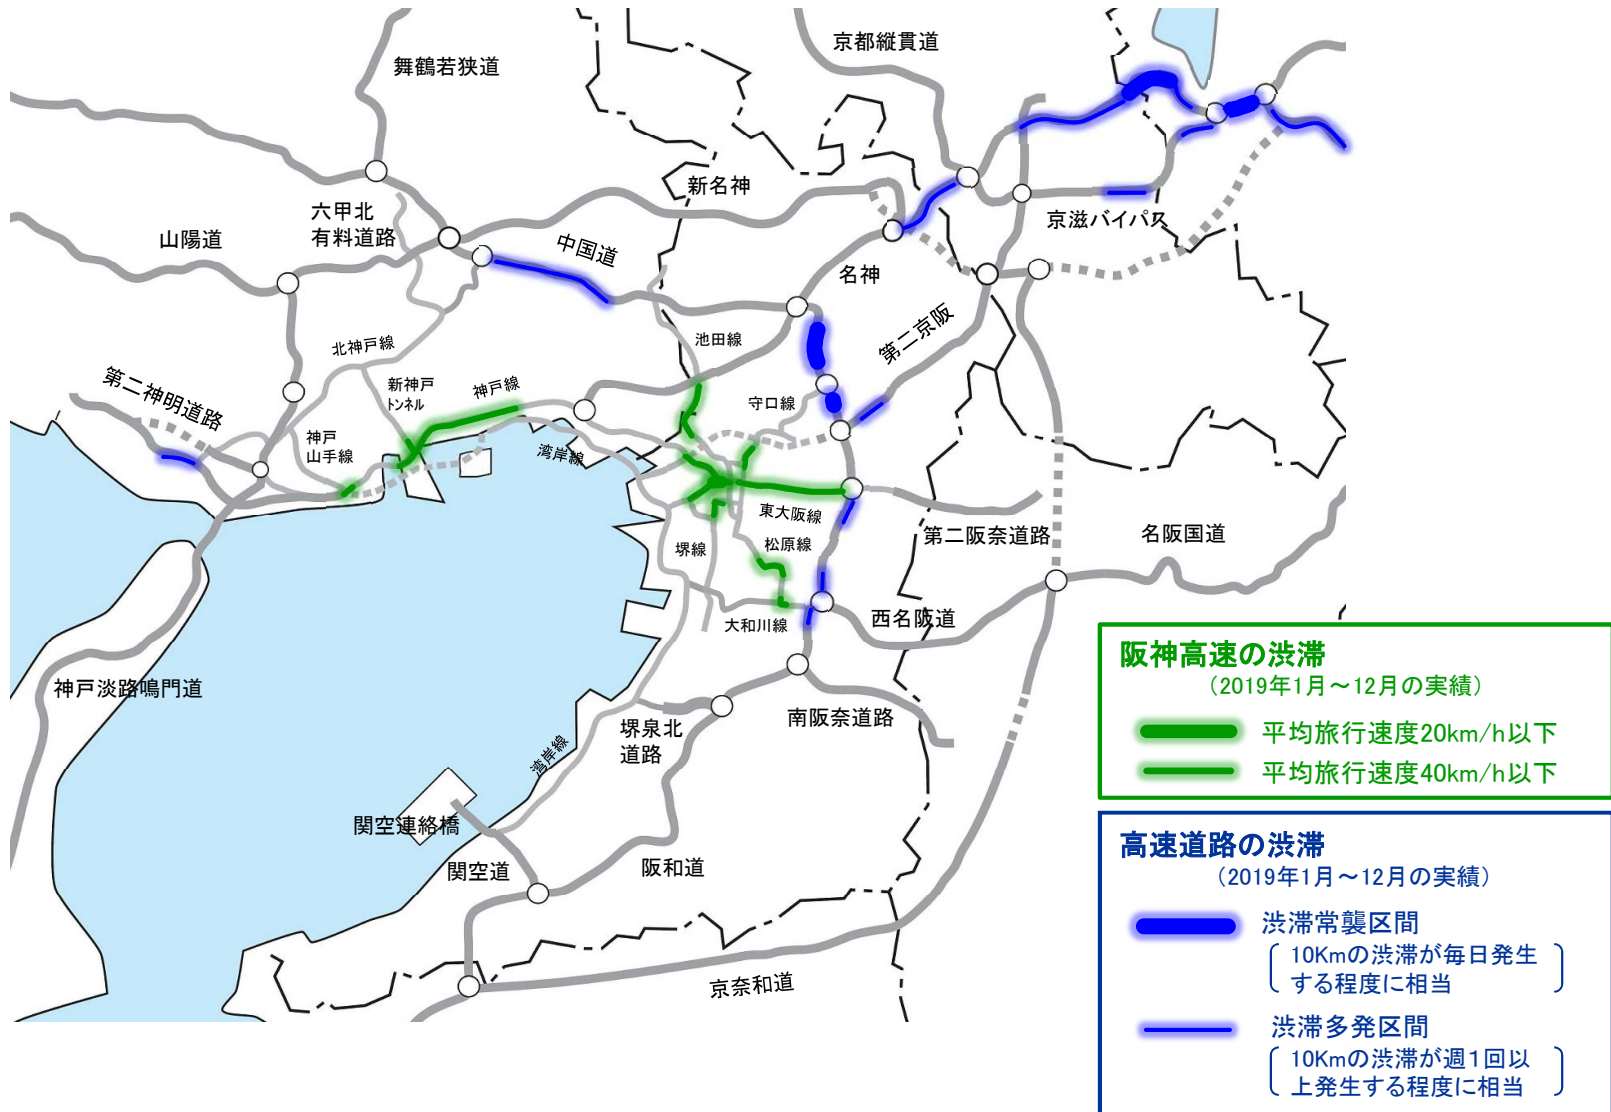 京都縦貫道
舞鶴若狭道
新名神
六甲北
有料道路
京滋バイパス
山陽道
中国道
名神
第二京阪
池田線
北神戸線
第二神明道路
新神戸
トンネル
神戸線
守口線
神戸
山手線
湾岸線
東大阪線
第二阪奈道路
名阪国道
堺線
松原線
大和川線
西名阪道
神戸淡路鳴門道
南阪奈道路
堺泉北
道路
湾岸線
関空連絡橋
関空道
阪和道
京奈和道
阪神高速の渋滞
(2019年1月～12月の実績)
平均旅行速度20km/h以下
平均旅行速度40km/h以下
高速道路の渋滞
(2019年1月～12月の実績)
渋滞常襲区間
10Kmの渋滞が毎日発生
する程度に相当
渋滞多発区間
10Kmの渋滞が週1回以
上発生する程度に相当